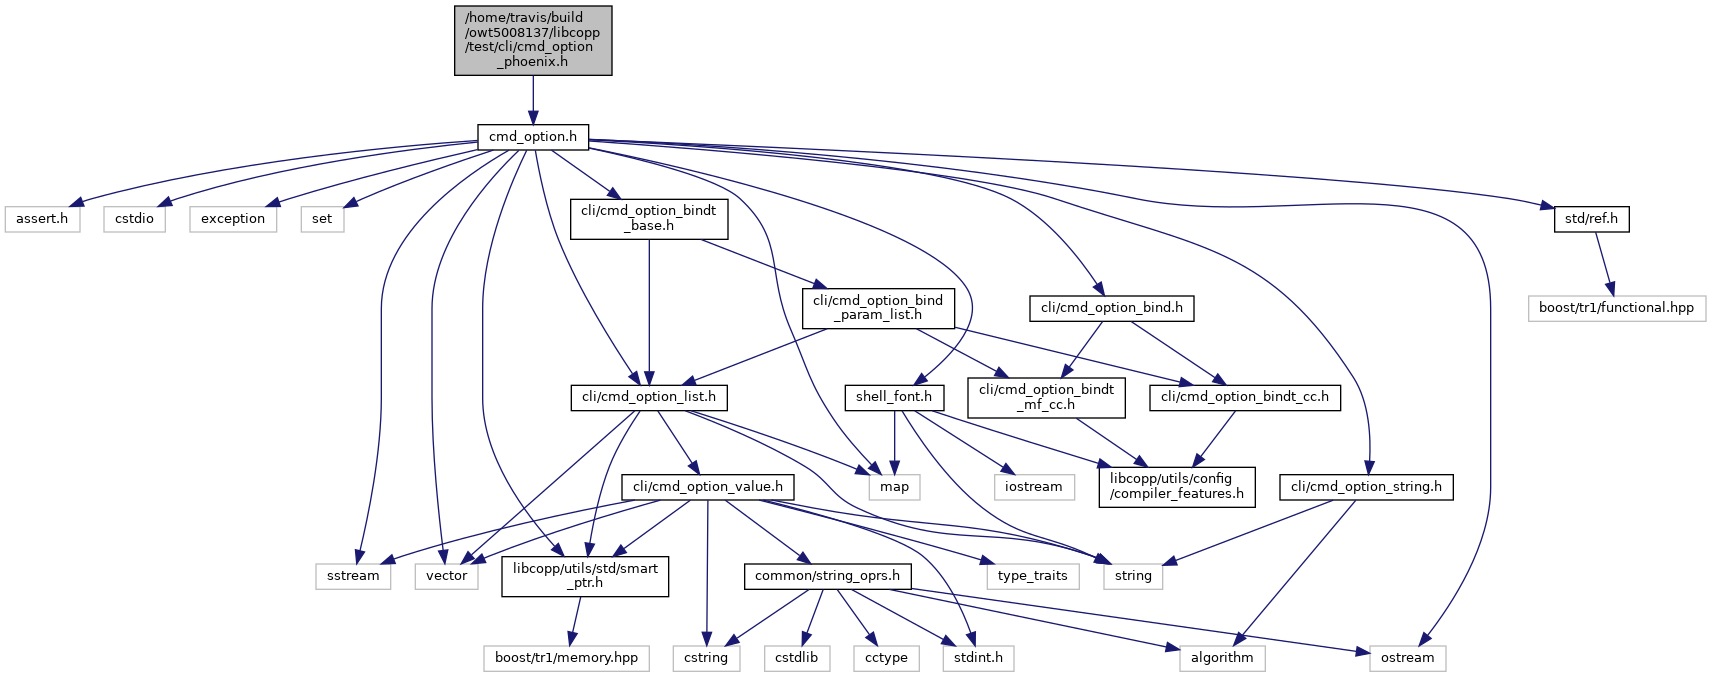 /home/travis/build
/owt5008137/libcopp
/test/cli/cmd_option
_phoenix.h
cmd_option.h
assert.h
cstdio
exception
set
cli/cmd_option_bindt
_base.h
std/ref.h
cli/cmd_option_bind
_param_list.h
cli/cmd_option_bind.h
boost/tr1/functional.hpp
cli/cmd_option_list.h
shell_font.h
cli/cmd_option_bindt
_mf_cc.h
cli/cmd_option_bindt_cc.h
cli/cmd_option_value.h
map
iostream
libcopp/utils/config
/compiler_features.h
cli/cmd_option_string.h
sstream
vector
libcopp/utils/std/smart
_ptr.h
common/string_oprs.h
type_traits
string
boost/tr1/memory.hpp
cstring
cstdlib
cctype
stdint.h
algorithm
ostream